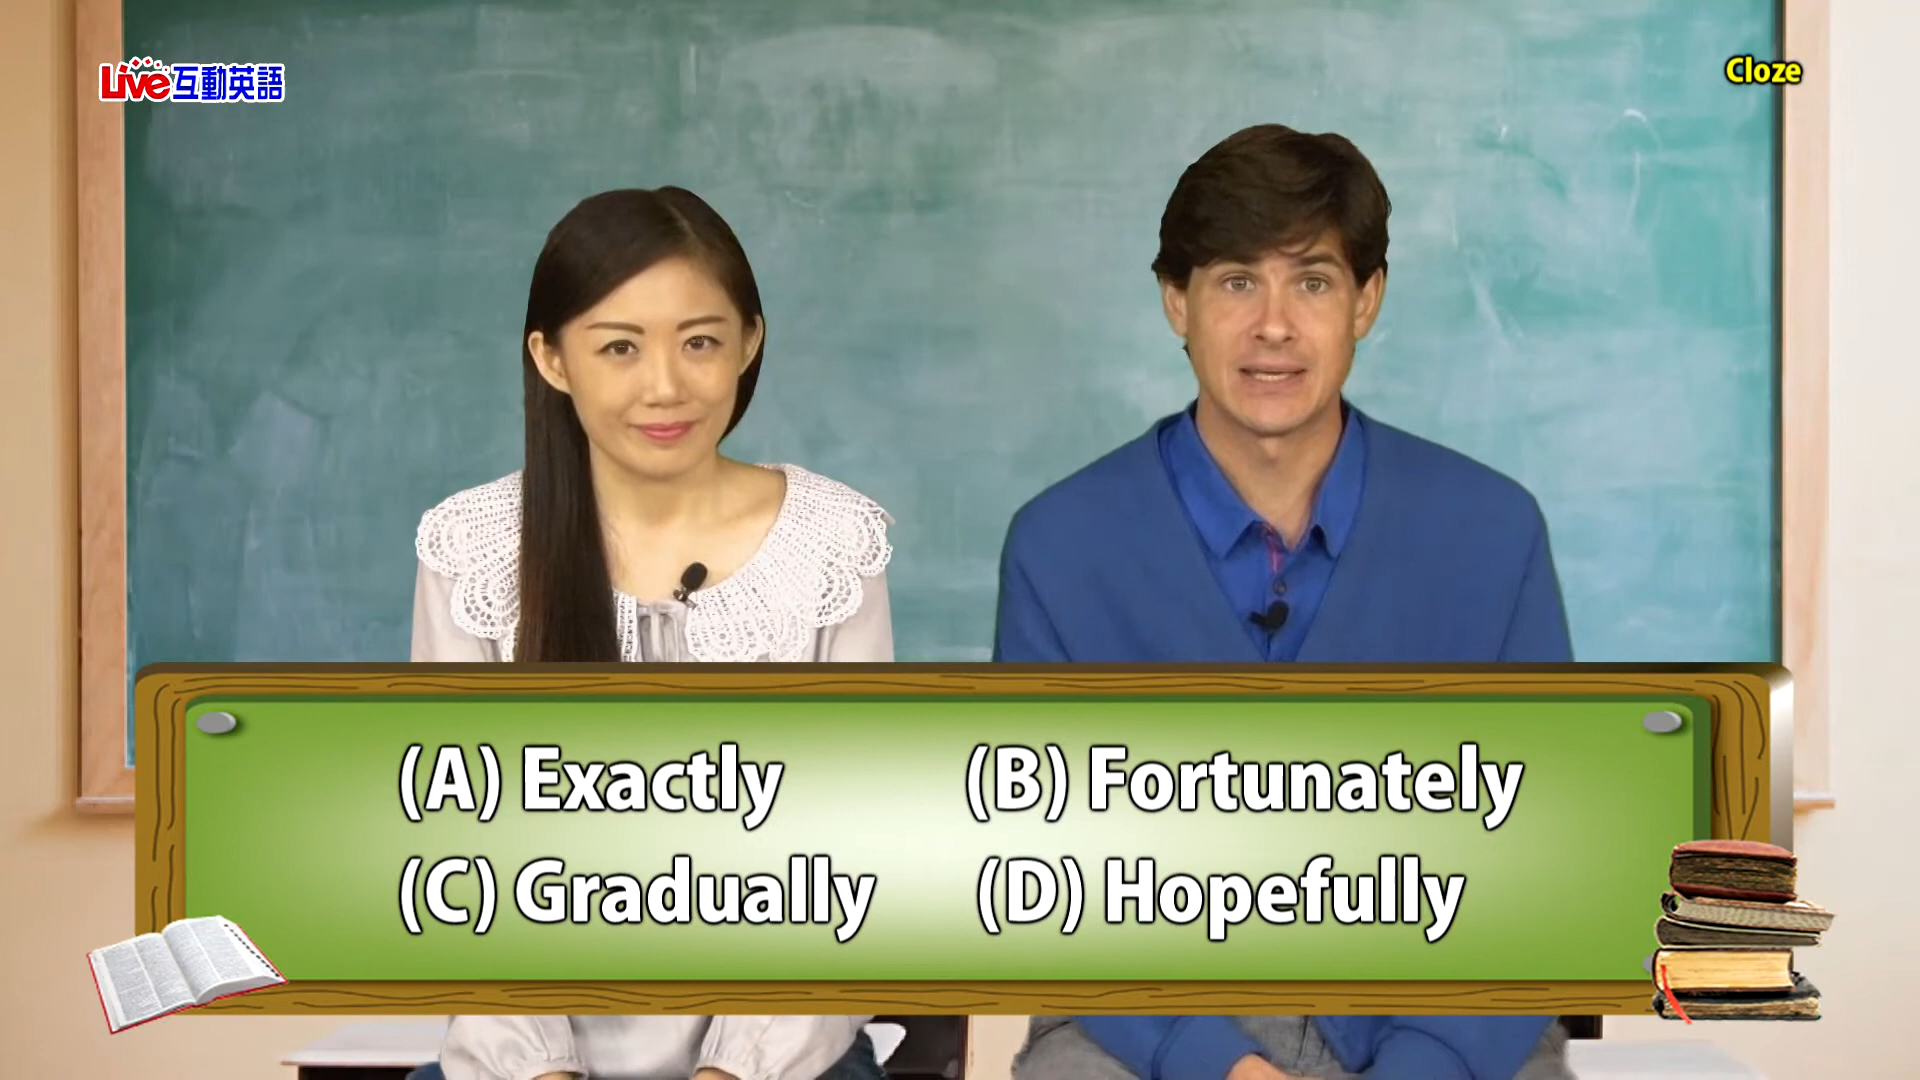 Live互動英語
Cloze
(A) Exactly
(B) Fortunately
(C) Gradually
(D) Hopefully